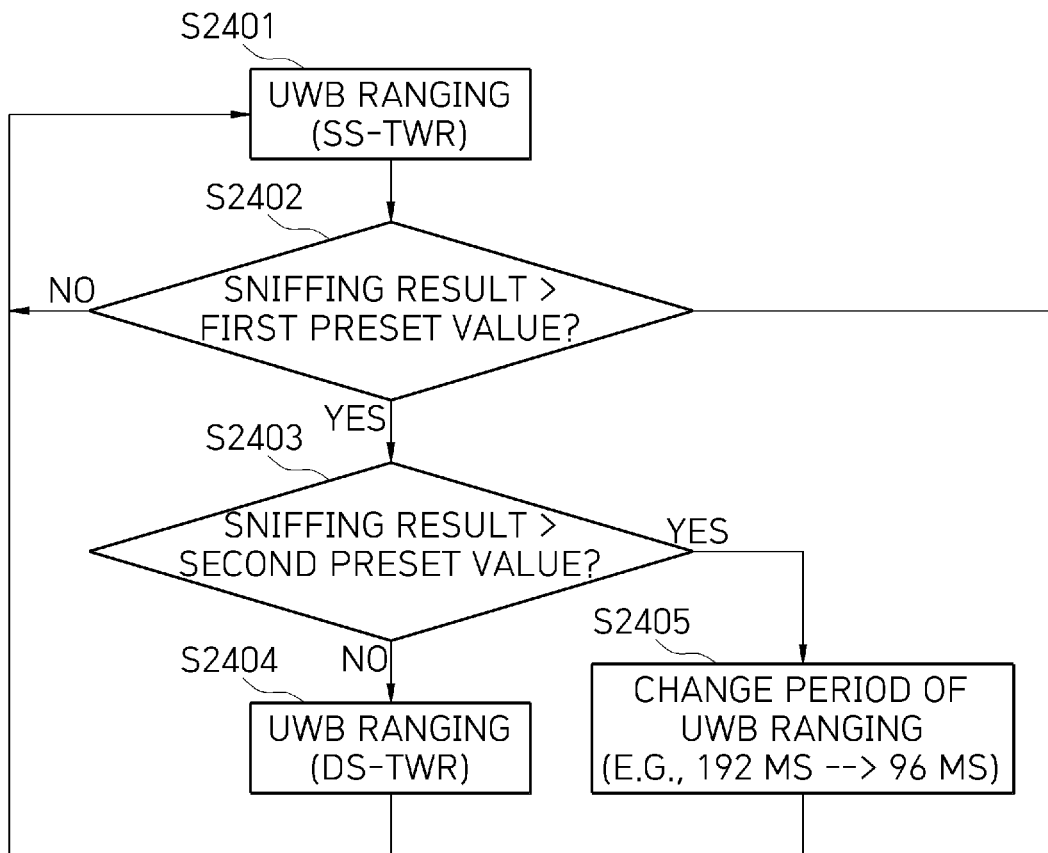 S2401
UWB RANGING
(SS-TWR)
S2402
NO
SNIFFING RESULT >
FIRST PRESET VALUE?
YES
S2403
SNIFFING RESULT >
SECOND PRESET VALUE?
YES
NO
S2404
UWB RANGING
(DS-TWR)
S2405
CHANGE PERIOD OF
UWB RANGING
(E.G., 192 MS --> 96 MS)